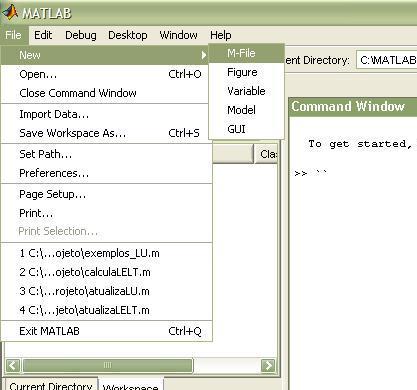 MATLAB
File Edit Debug Desktop Window Help
New
M-File
Figure
Variable
Model
GUI
ent Directory: C:\MATLAB
Open... Ctrl+O
Close Command Window
Import Data...
Save Workspace As... Ctrl+S
Set Path...
Preferences...
Page Setup...
Print...
Print Selection...
1 C:\...ojeto\exemplos_LU.m
2 C:\...ojeto\calculaLELT.m
3 C:\...rojeto\atualizaLU.m
4 C:\...jeto\atualizaLELT.m
Exit MATLAB Ctrl+Q
Clas
Command Window
To get started,
>> ``
Current Directory Workspace